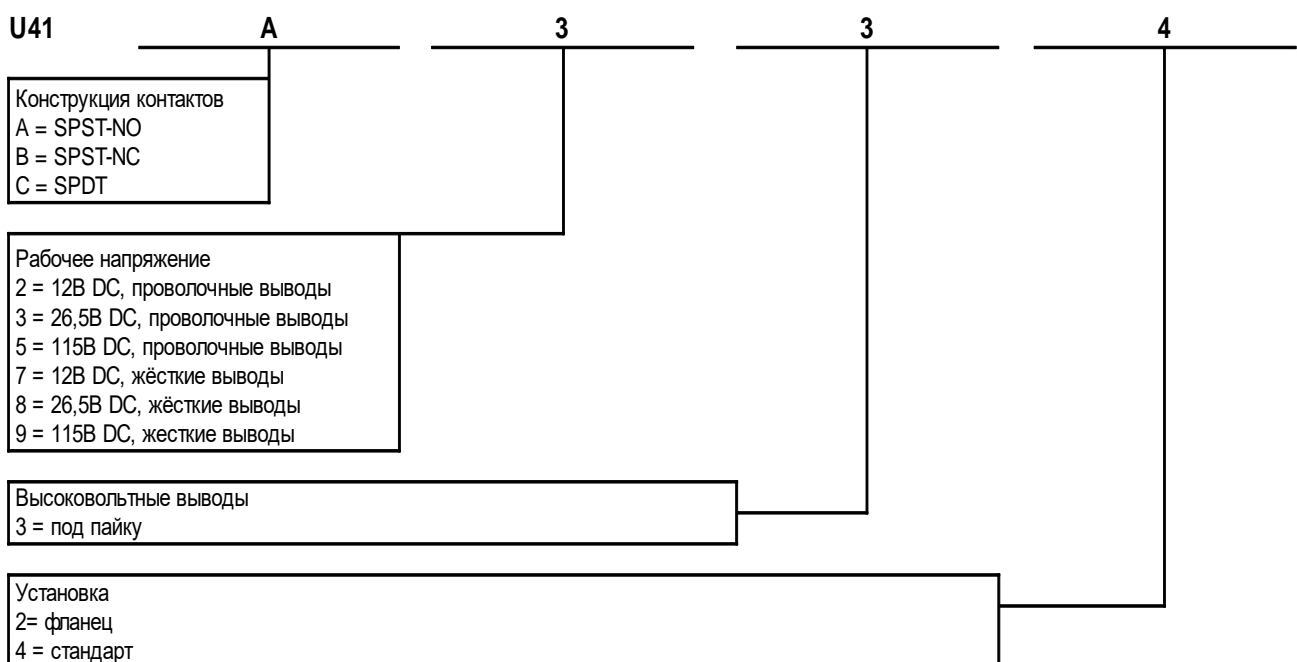 U41 A 3 3 4
Конструкция контактов
A = SPST-NO
B = SPST-NC
C = SPDT
Рабочее напряжение
2 = 12В DC, проволочные выводы
3 = 26,5В DC, проволочные выводы
5 = 115В DC, проволочные выводы
7 = 12В DC, жёсткие выводы
8 = 26,5В DC, жёсткие выводы
9 = 115В DC, жесткие выводы
Высоковольтные выводы
3 = под пайку
Установка
2= фланец
4 = стандарт